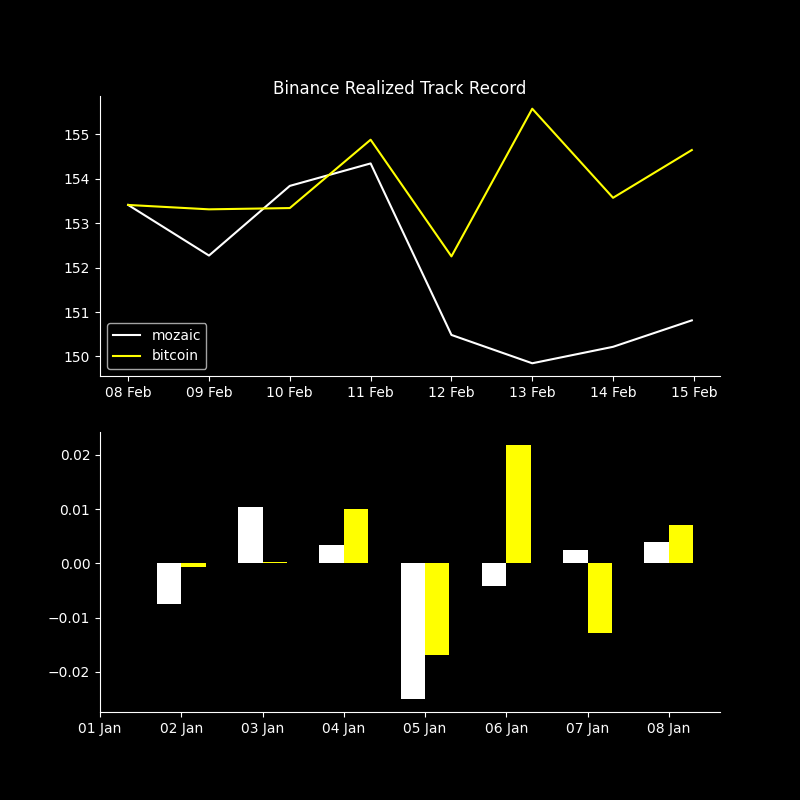 Binance Realized Track Record
155
154
153
152
151
150
mozaic
bitcoin
08 Feb 09 Feb 10 Feb 11 Feb 12 Feb 13 Feb 14 Feb 15 Feb
0.02
0.01
0.00
−0.01
−0.02
01 Jan 02 Jan 03 Jan 04 Jan 05 Jan 06 Jan 07 Jan 08 Jan